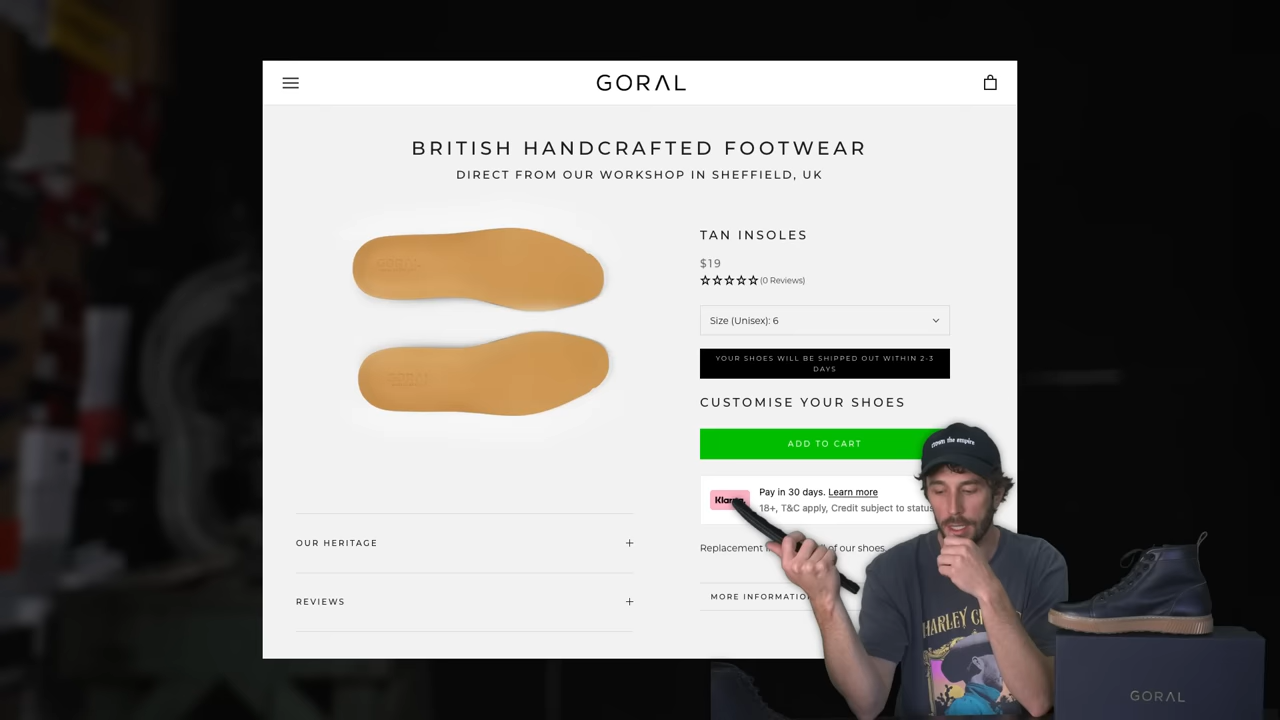 GORAL
BRITISH HANDCRAFTED FOOTWEAR
DIRECT FROM OUR WORKSHOP IN SHEFFIELD, UK
TAN INSOLES
$19
(0 Reviews)
Size (Unisex): 6
YOUR SHOES WILL BE SHIPPED OUT WITHIN 2-3
DAYS
CUSTOMISE YOUR SHOES
ADD TO CART
Klarna.
Pay in 30 days. Learn more
18+, T&C apply, Credit subject to status
Replacement of our shoes
MORE INFORMATION
OUR HERITAGE +
REVIEWS +
the empire
GORAL